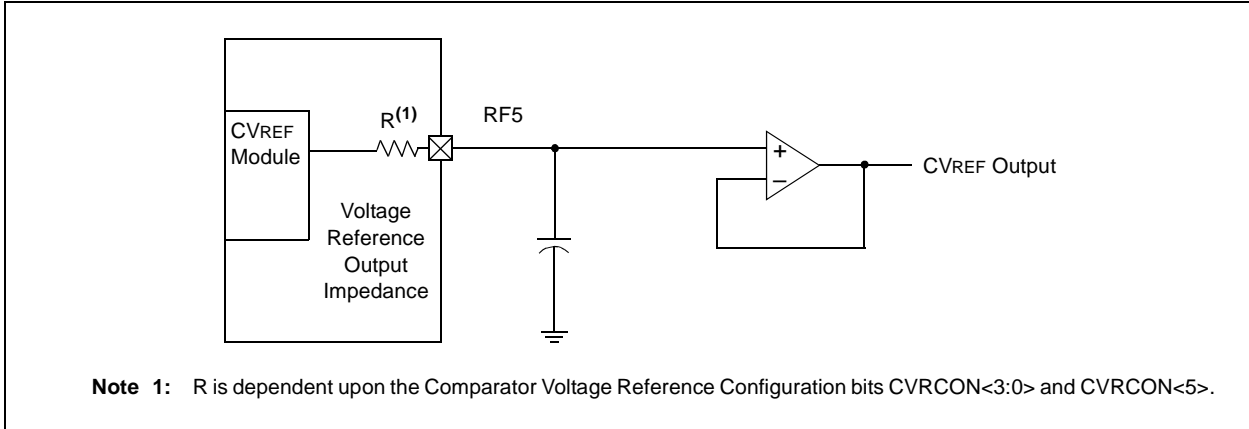 CVREF
Module
R(1)
RF5
+
–
CVREF Output
Voltage
Reference
Output
Impedance
Note 1: R is dependent upon the Comparator Voltage Reference Configuration bits CVRCON<3:0> and CVRCON<5>.